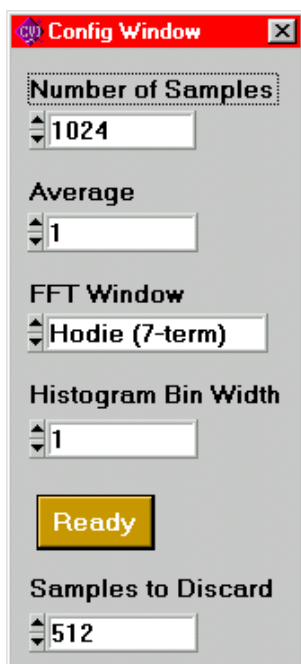 CVI Config Window
Number of Samples
1024
Average
1
FFT Window
Hodie (7-term)
Histogram Bin Width
1
Ready
Samples to Discard
512